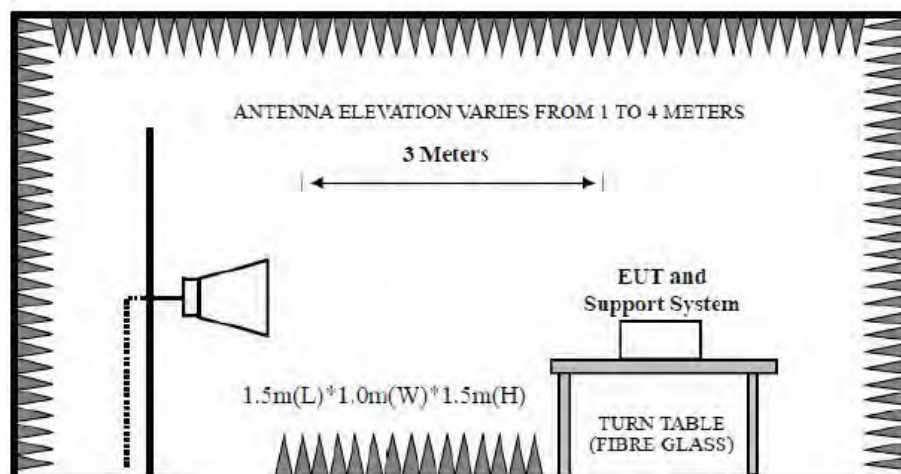 ANTENNA ELEVATION VARIES FROM 1 TO 4 METERS
3 Meters
EUT and
Support System
1.5m(L)*1.0m(W)*1.5m(H)
TURN TABLE
(FIBRE GLASS)